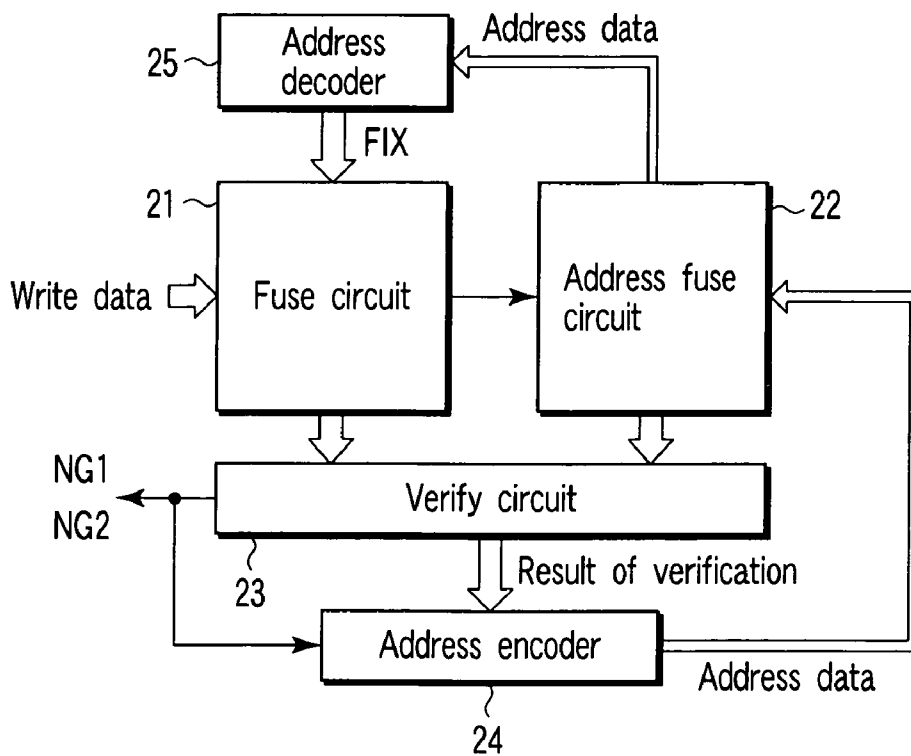 Address data
25
Address
decoder
FIX
21
22
Write data
Fuse circuit
Address fuse
circuit
NG1
NG2
Verify circuit
23
Result of verification
Address encoder
Address data
24